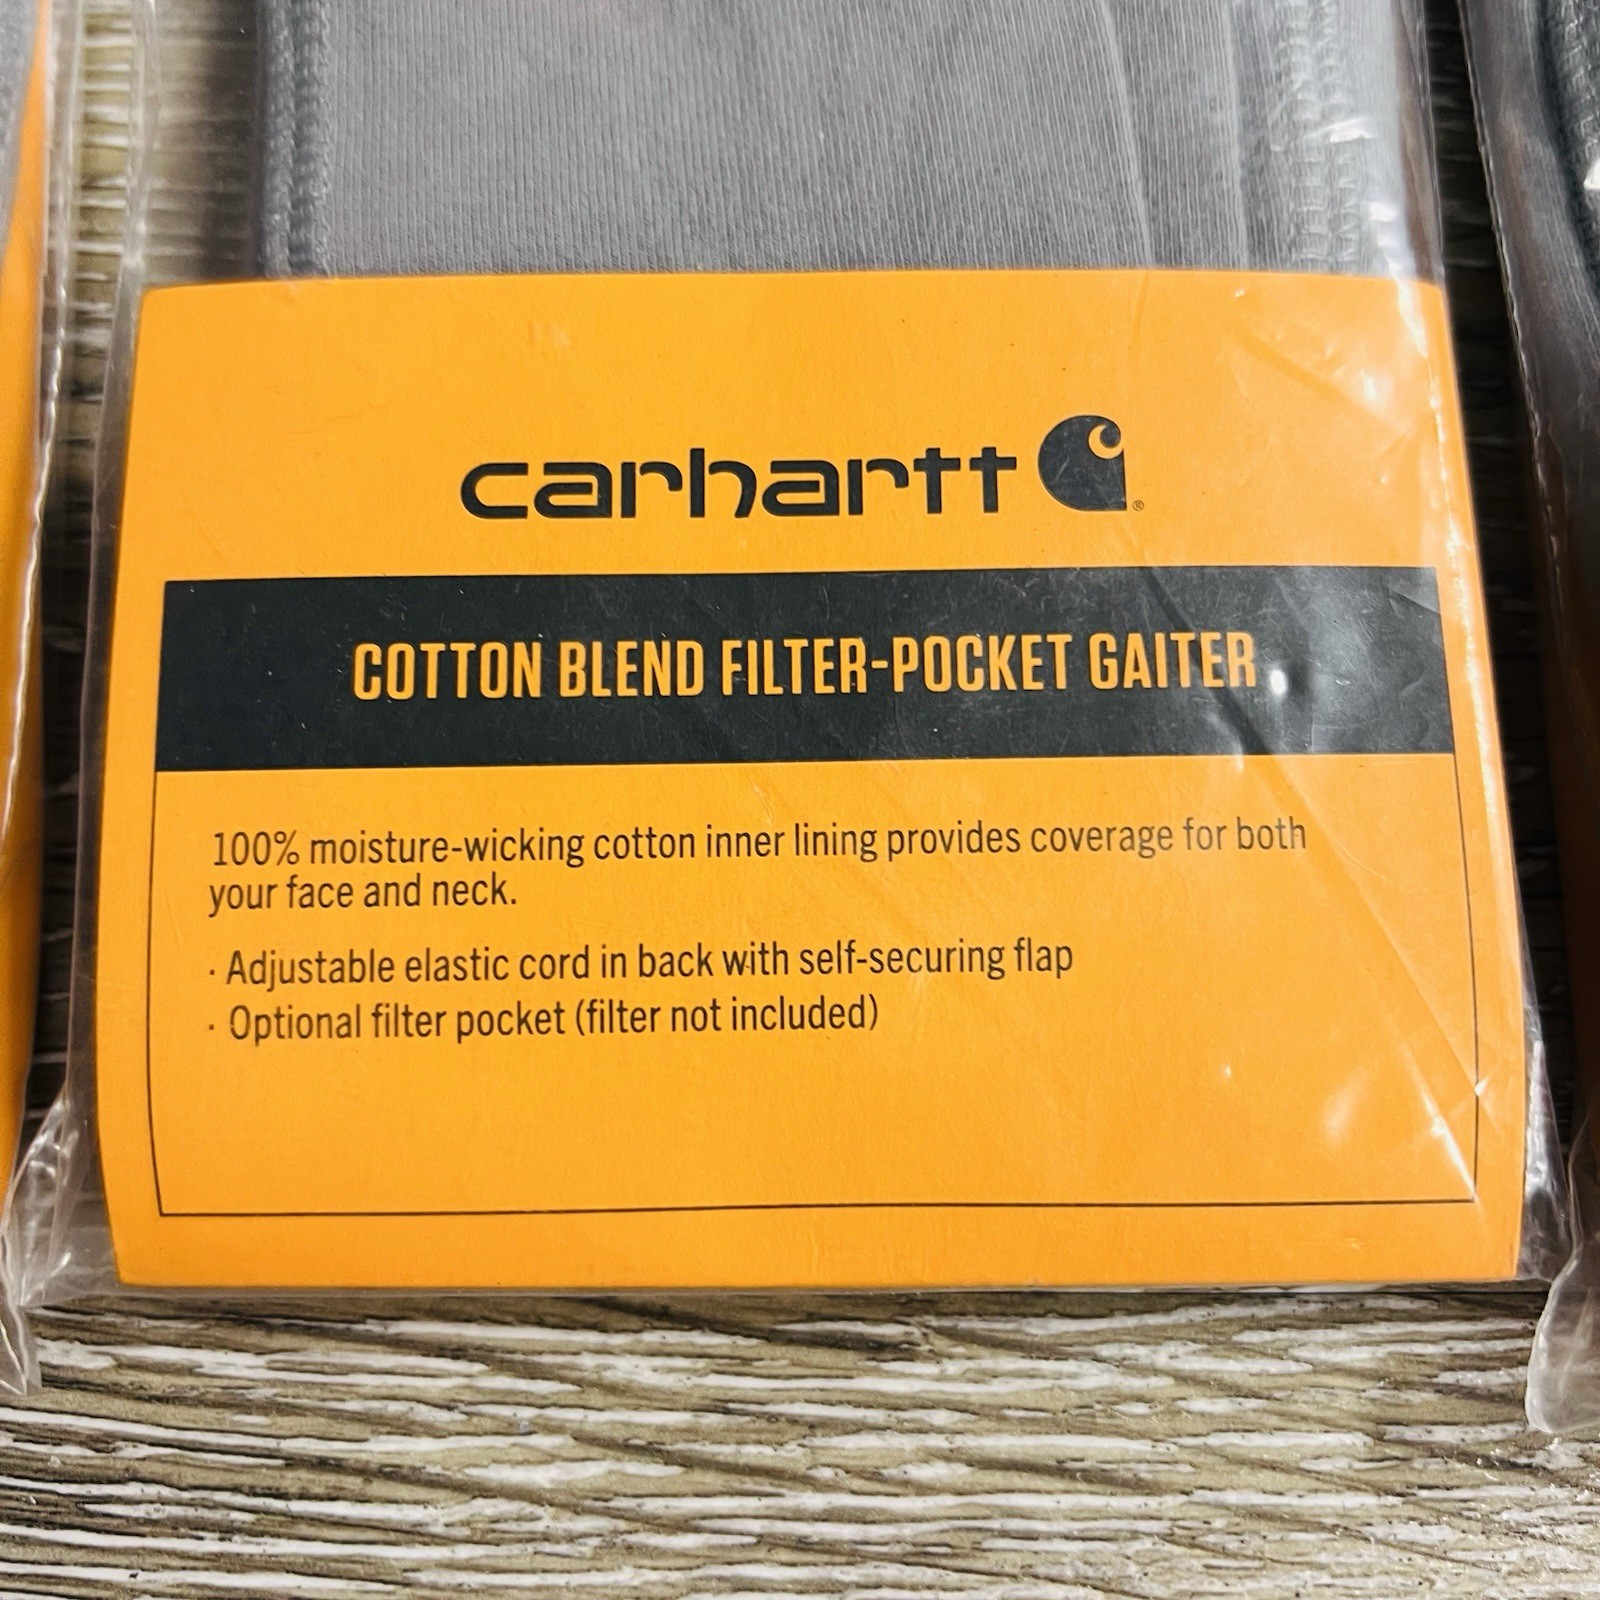 carhartt
®
COTTON BLEND FILTER-POCKET GAITER
100% moisture-wicking cotton inner lining provides coverage for both
your face and neck.
· Adjustable elastic cord in back with self-securing flap
· Optional filter pocket (filter not included)